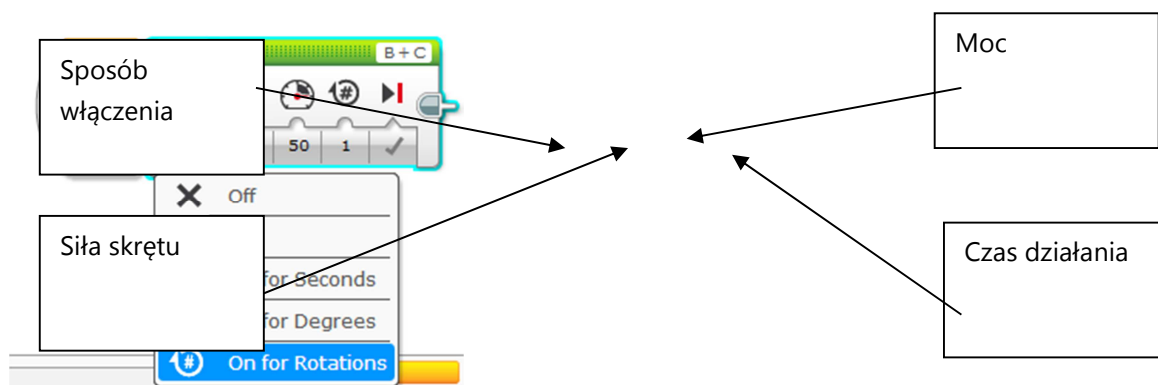 B+C
50 1
Off
for Seconds
for Degrees
On for Rotations
Sposób
włączenia
Siła skrętu
Moc
Czas działania